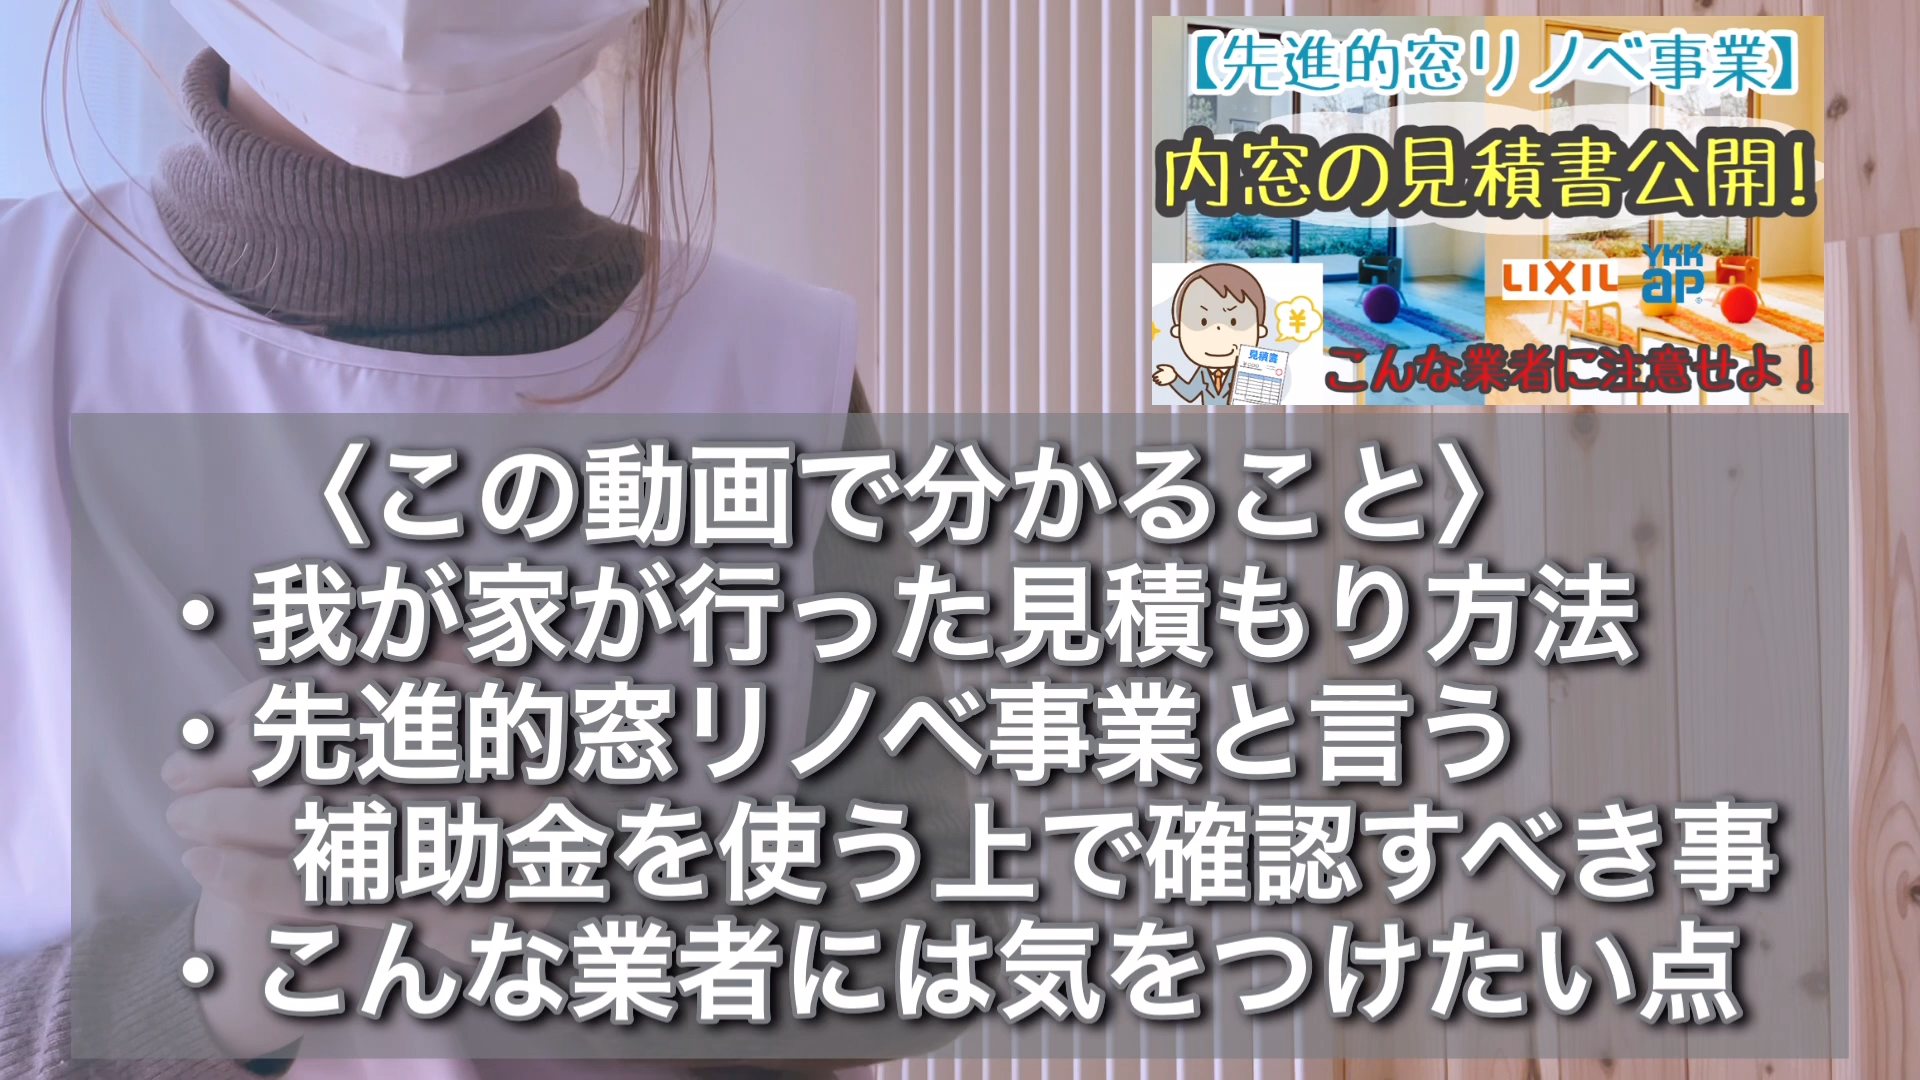 【先進的窓リノベ事業】
内窓の見積書公開!
LIXIL
YKK
ap
¥
見積書
こんな業者に注意せよ！
〈この動画で分かること〉
・我が家が行った見積もり方法
・先進的窓リノベ事業と言う
補助金を使う上で確認すべき事
・こんな業者には気をつけたい点